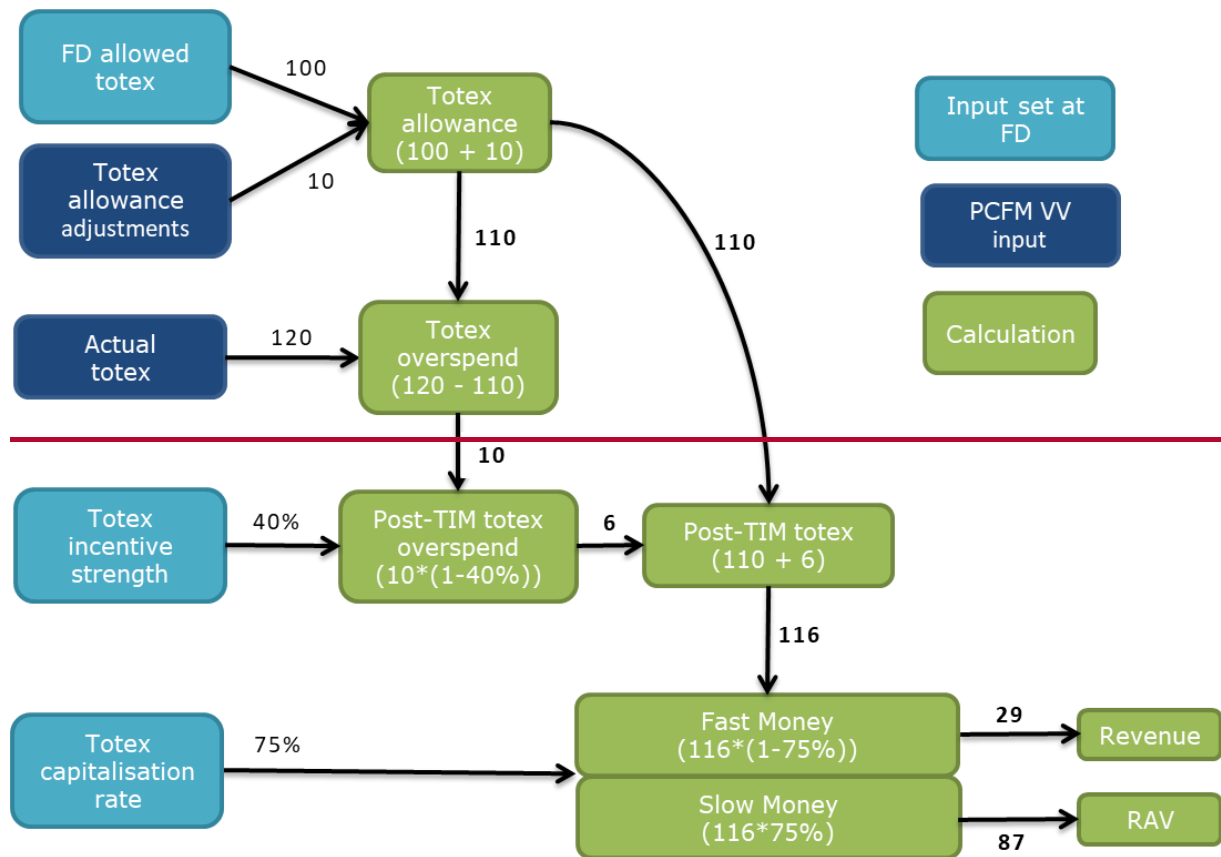 FD allowed
totex
100
Totex
allowance
(100 + 10)
Input set at
FD
Totex
allowance
adjustments
10
PCFM VV
input
110
110
Actual
totex
120
Totex
overspend
(120 - 110)
Calculation
10
Totex
incentive
strength
40%
Post-TIM totex
overspend
(10*(1-40%))
6
Post-TIM totex
(110 + 6)
116
Totex
capitalisation
rate
75%
Fast Money
(116*(1-75%))
29
Revenue
Slow Money
(116*75%)
87
RAV